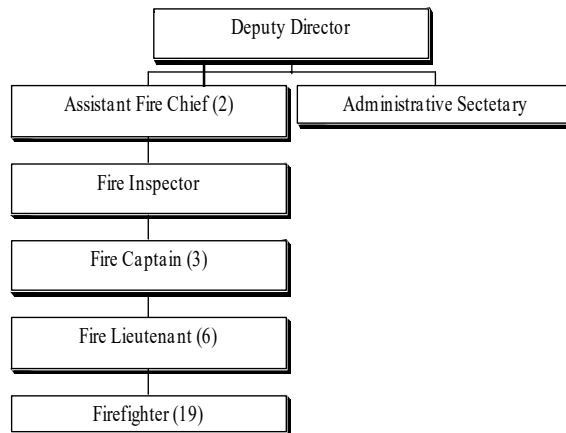 Deputy Director
Assistant Fire Chief (2)
Administrative Sectetary
Fire Inspector
Fire Captain (3)
Fire Lieutenant (6)
Firefighter (19)